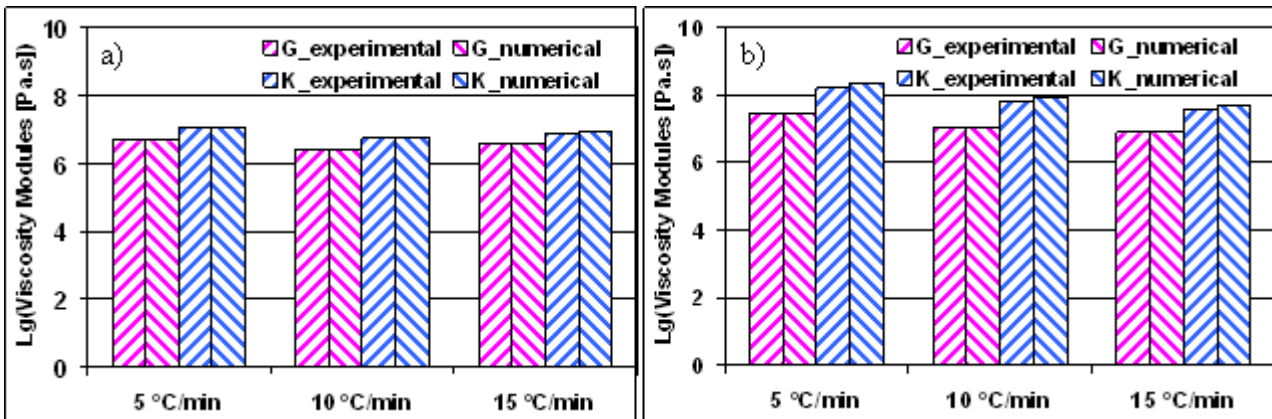 a)
G_experimental G_numerical
K_experimental K_numerical
Lg(Viscosity Modules [Pa.s])
10
8
6
4
2
0
5 °C/min 10 °C/min 15 °C/min
b)
G_experimental G_numerical
K_experimental K_numerical
Lg(Viscosity Modules [Pa.s])
10
8
6
4
2
0
5 °C/min 10 °C/min 15 °C/min